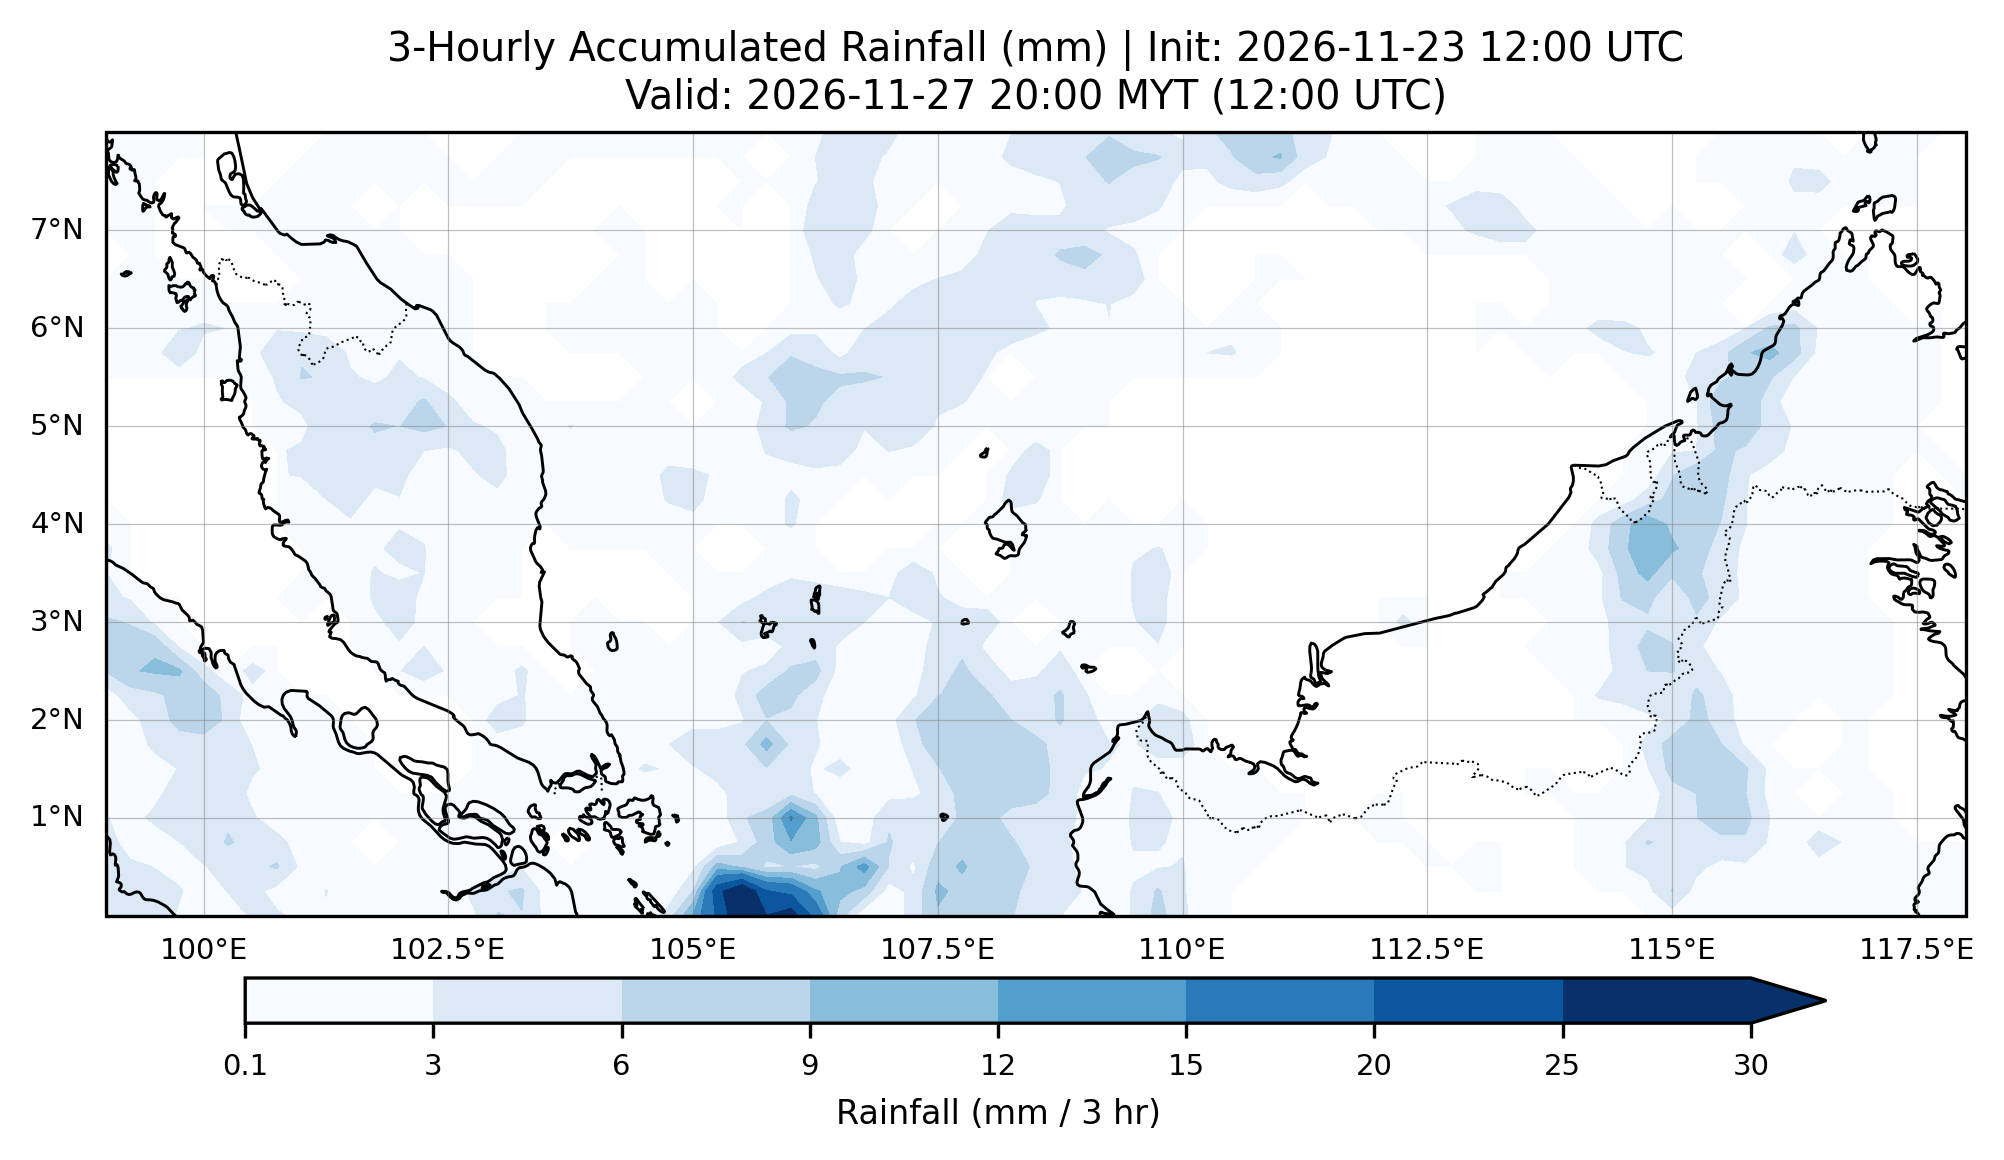 3-Hourly Accumulated Rainfall (mm) | Init: 2026-11-23 12:00 UTC
Valid: 2026-11-27 20:00 MYT (12:00 UTC)
7°N
6°N
5°N
4°N
3°N
2°N
1°N
100°E 102.5°E 105°E 107.5°E 110°E 112.5°E 115°E 117.5°E
0.1 3 6 9 12 15 20 25 30
Rainfall (mm / 3 hr)